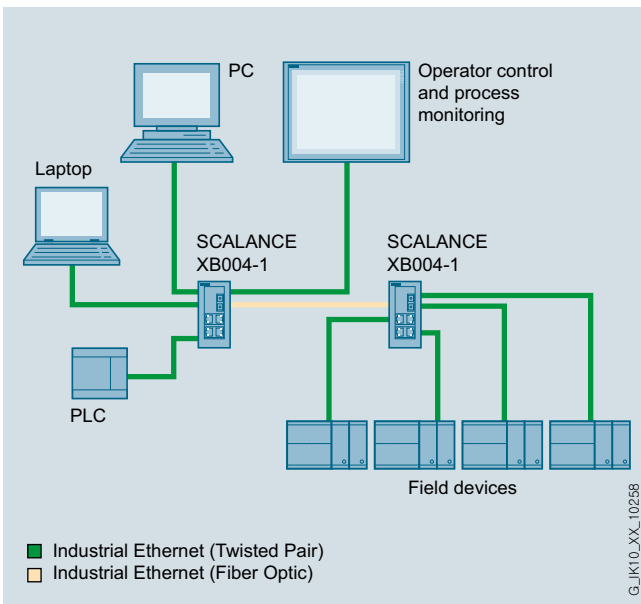 PC
Operator control
and process
monitoring
Laptop
SCALANCE
XB004-1
SCALANCE
XB004-1
PLC
Field devices
Industrial Ethernet (Twisted Pair)
Industrial Ethernet (Fiber Optic)
G_IK10_XX_10258